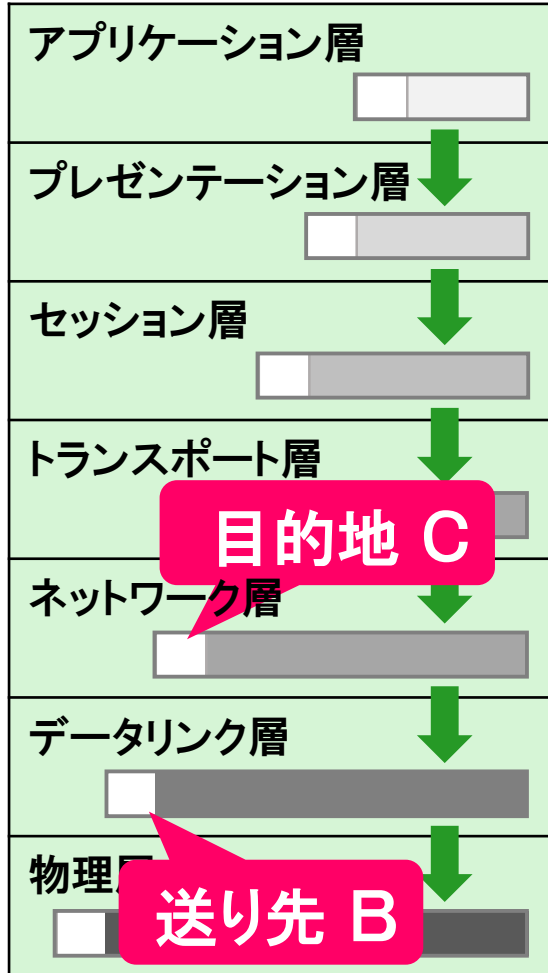 アプリケーション層
プレゼンテーション層
セッション層
トランスポート層
目的地 C
ネットワーク層
データリンク層
物理層
送り先 B